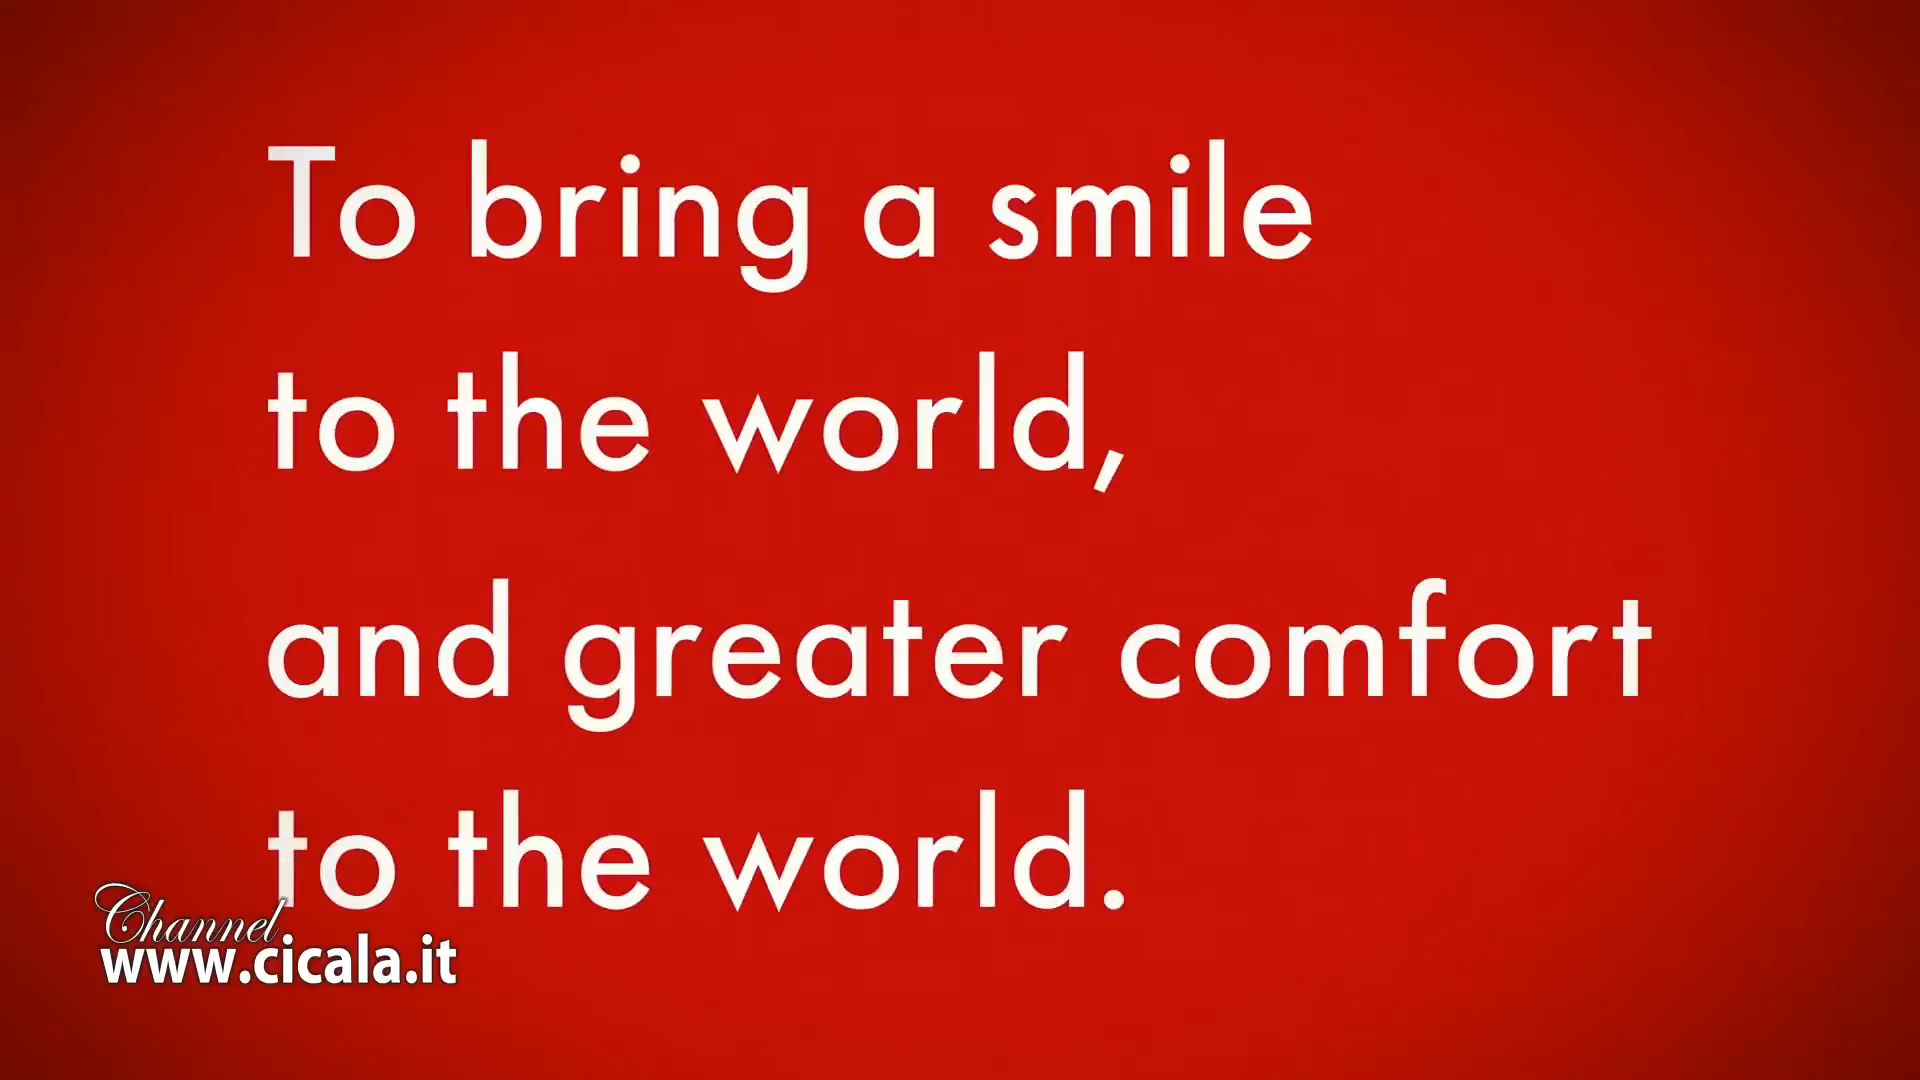 To bring a smile
to the world,
and greater comfort
to the world.
Channel
www.cicala.it